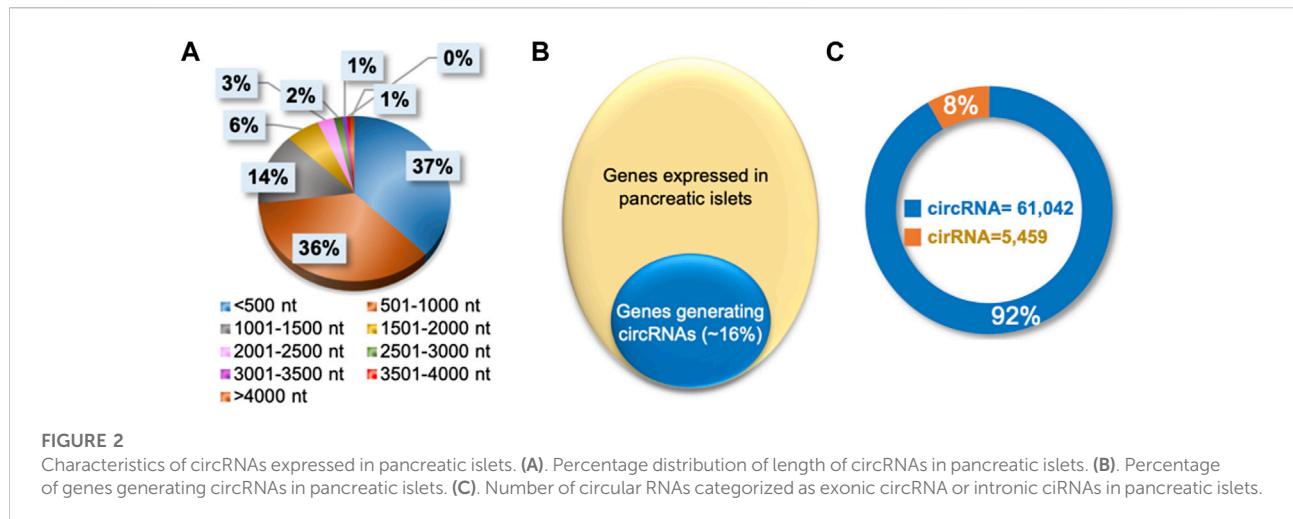 A
3%
1%
0%
2%
1%
6%
14%
37%
36%
<500 nt
501-1000 nt
1001-1500 nt
1501-2000 nt
2001-2500 nt
2501-3000 nt
3001-3500 nt
3501-4000 nt
>4000 nt
B
Genes expressed in
pancreatic islets
Genes generating
circRNAs (~16%)
C
8%
circRNA= 61,042
cirRNA=5,459
92%
FIGURE 2
Characteristics of circRNAs expressed in pancreatic islets. (A). Percentage distribution of length of circRNAs in pancreatic islets. (B). Percentage
of genes generating circRNAs in pancreatic islets. (C). Number of circular RNAs categorized as exonic circRNA or intronic ciRNAs in pancreatic islets.